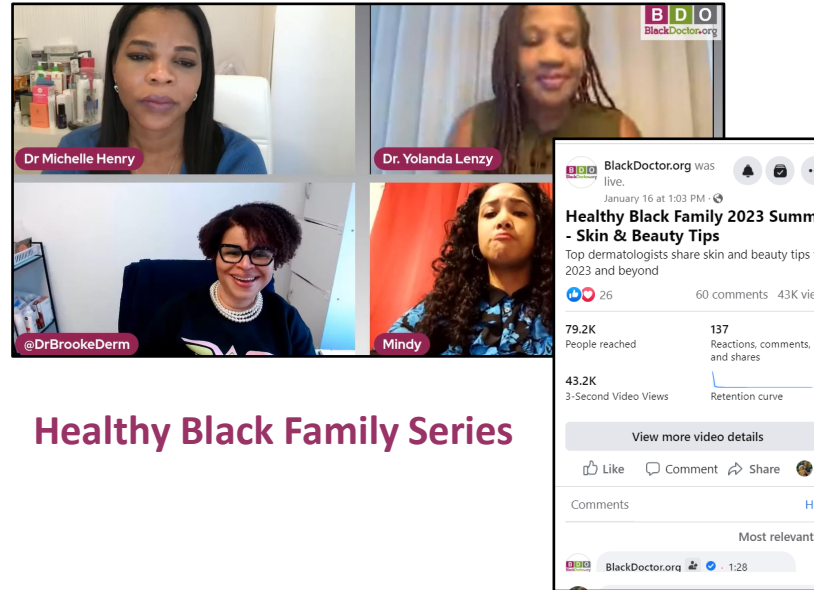 BDO
BlackDoctor.org
Dr Michelle Henry
Dr. Yolanda Lenzy
@DrBrookeDerm
Mindy
Healthy Black Family Series
BDO
BlackDoctor.org was
live.
January 16 at 1:03 PM ·
Healthy Black Family 2023 Summ
- Skin & Beauty Tips
Top dermatologists share skin and beauty tips
2023 and beyond
26 60 comments 43K vie
79.2K 137
People reached Reactions, comments,
and shares
43.2K
3-Second Video Views Retention curve
View more video details
Like Comment Share
Comments H
Most relevant
BDO
BlackDoctor.org · 1:28